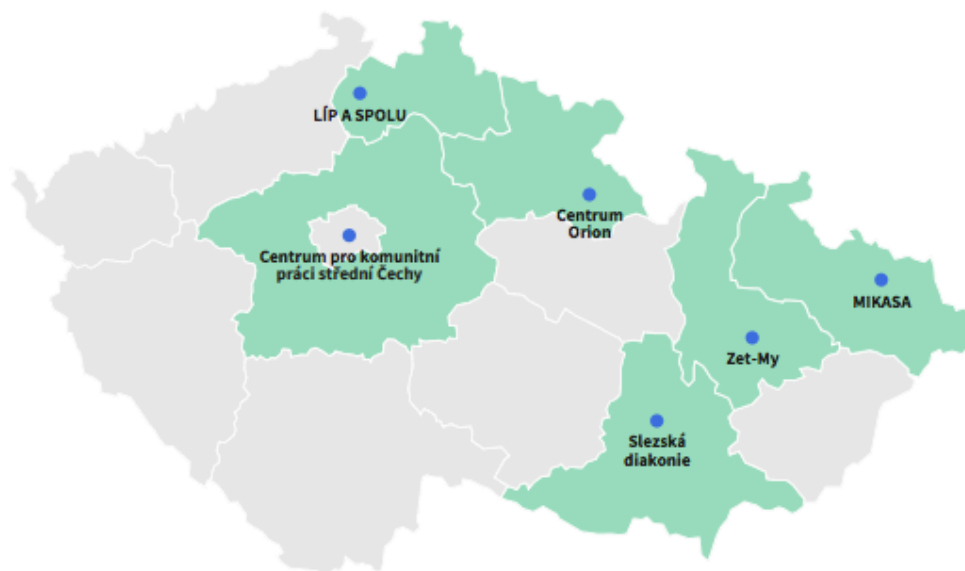 LÍP A SPOLU
Centrum
Orion
Centrum pro komunitní
práci střední Čechy
MIKASA
Zet-My
Slezská
diakonie